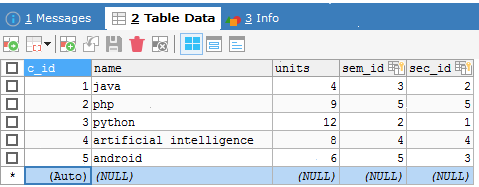 1 Messages 2 Table Data 3 Info
c_id name units sem_id sec_id
1 java 4 3 2
2 php 9 5 5
3 python 12 2 1
4 artificial intelligence 8 4 4
5 android 6 5 3
* (Auto) (NULL) (NULL) (NULL) (NULL)